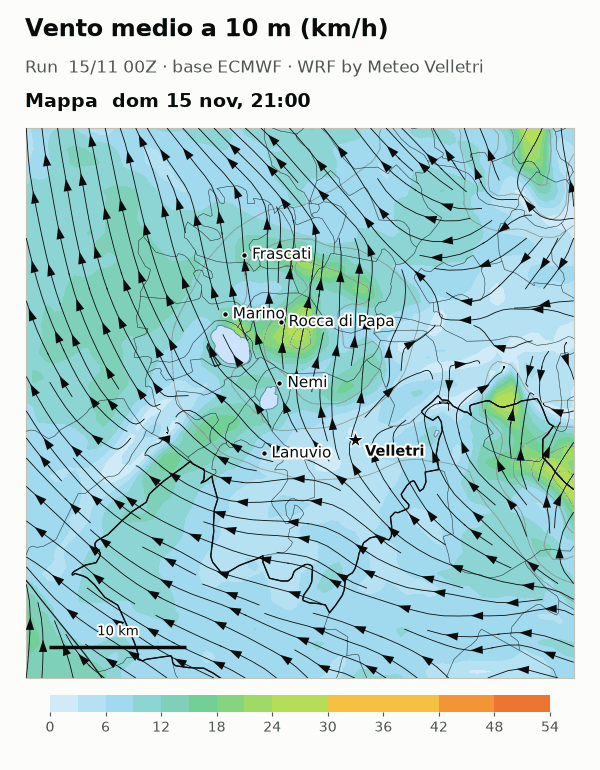 Vento medio a 10 m (km/h)
Run 15/11 00Z · base ECMWF · WRF by Meteo Velletri
Mappa dom 15 nov, 21:00
Frascati
Marino
Rocca di Papa
Nemi
Lanuvio
Velletri
10 km
0 6 12 18 24 30 36 42 48 54